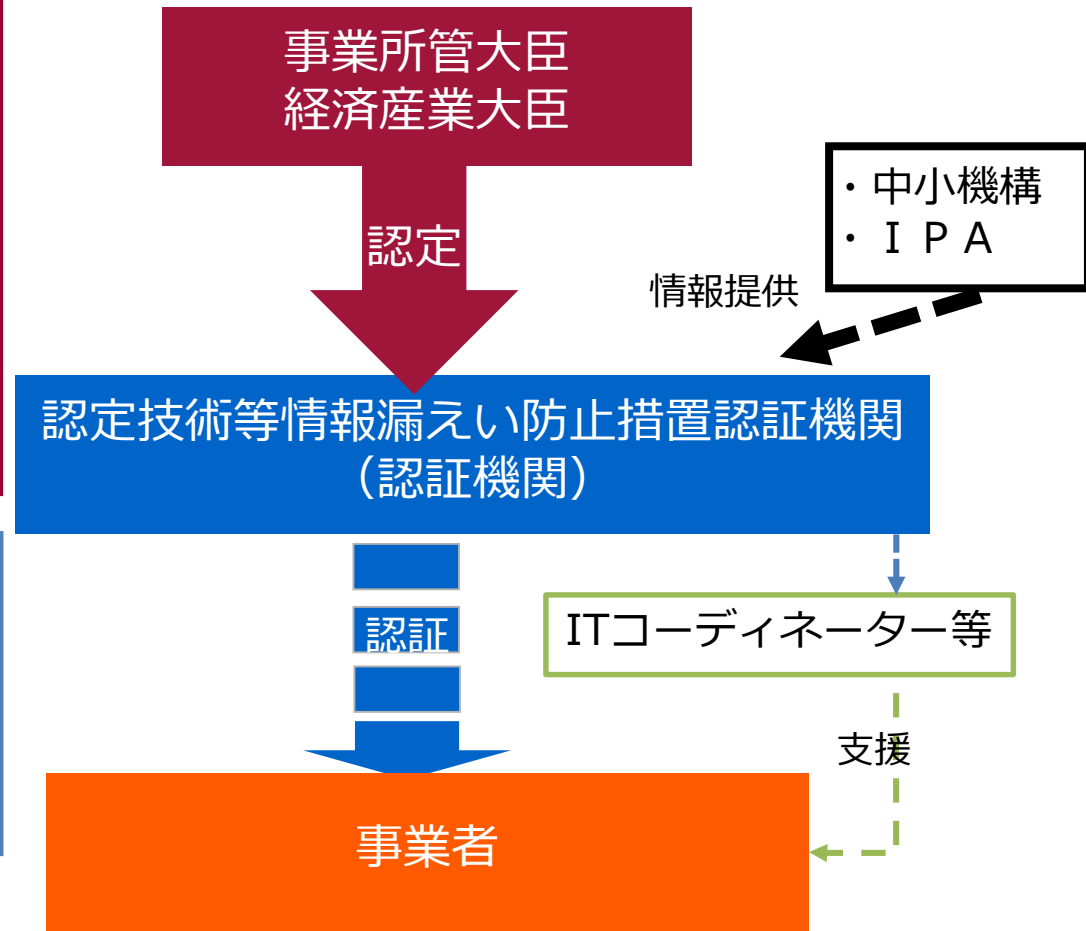 事業所管大臣
経済産業大臣
認定
・中小機構
・ＩＰＡ
情報提供
認定技術等情報漏えい防止措置認証機関
（認証機関）
認証
ITコーディネーター等
支援
事業者